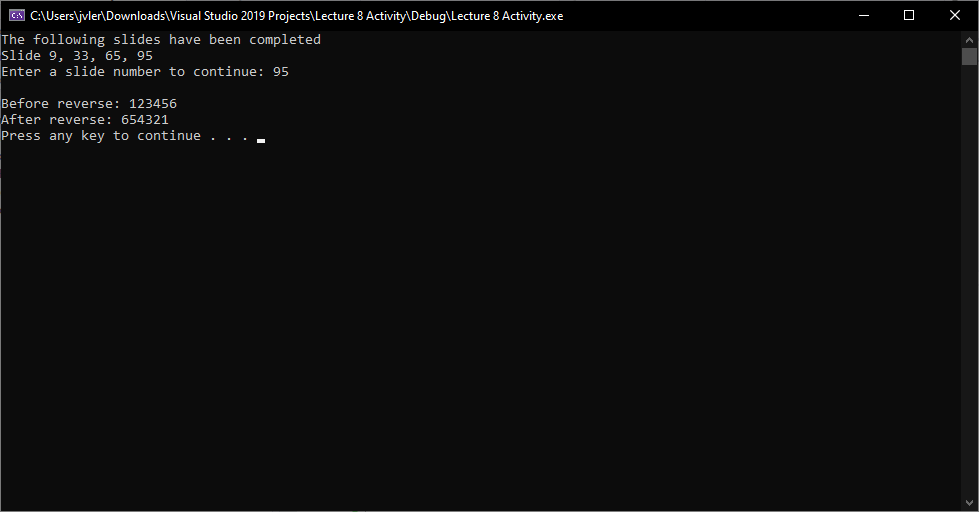 C:\Users\jvler\Downloads\Visual Studio 2019 Projects\Lecture 8 Activity\Debug\Lecture 8 Activity.exe
The following slides have been completed
Slide 9, 33, 65, 95
Enter a slide number to continue: 95
Before reverse: 123456
After reverse: 654321
Press any key to continue . . .